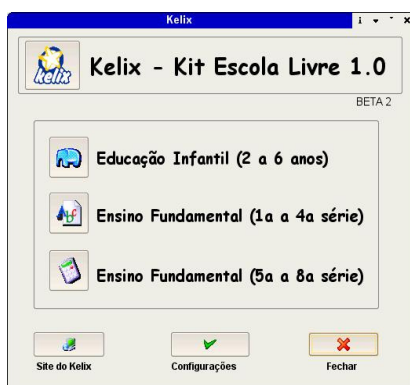 Kelix
kelix
Kelix - Kit Escola Livre 1.0
BETA 2
Educação Infantil (2 a 6 anos)
Ensino Fundamental (1a a 4a série)
Ensino Fundamental (5a a 8a série)
Site do Kelix
Configurações
Fechar